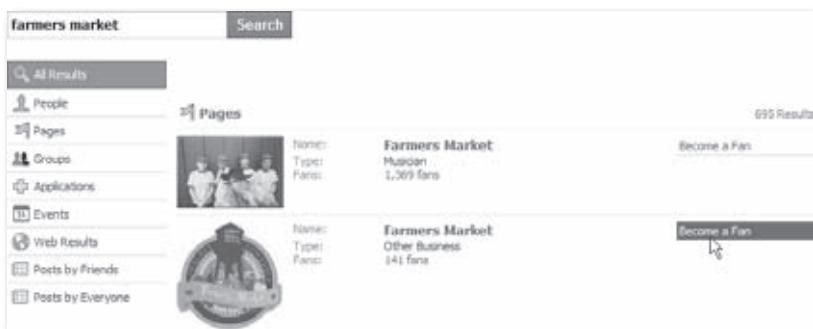 farmers market
Search
All Results
People
Pages
Groups
Applications
Events
Web Results
Posts by Friends
Posts by Everyone
Pages
695 Results
Name: Farmers Market
Type: Musician
Fans: 1,369 fans
Become a Fan
Name: Farmers Market
Type: Other Business
Fans: 141 fans
Become a Fan